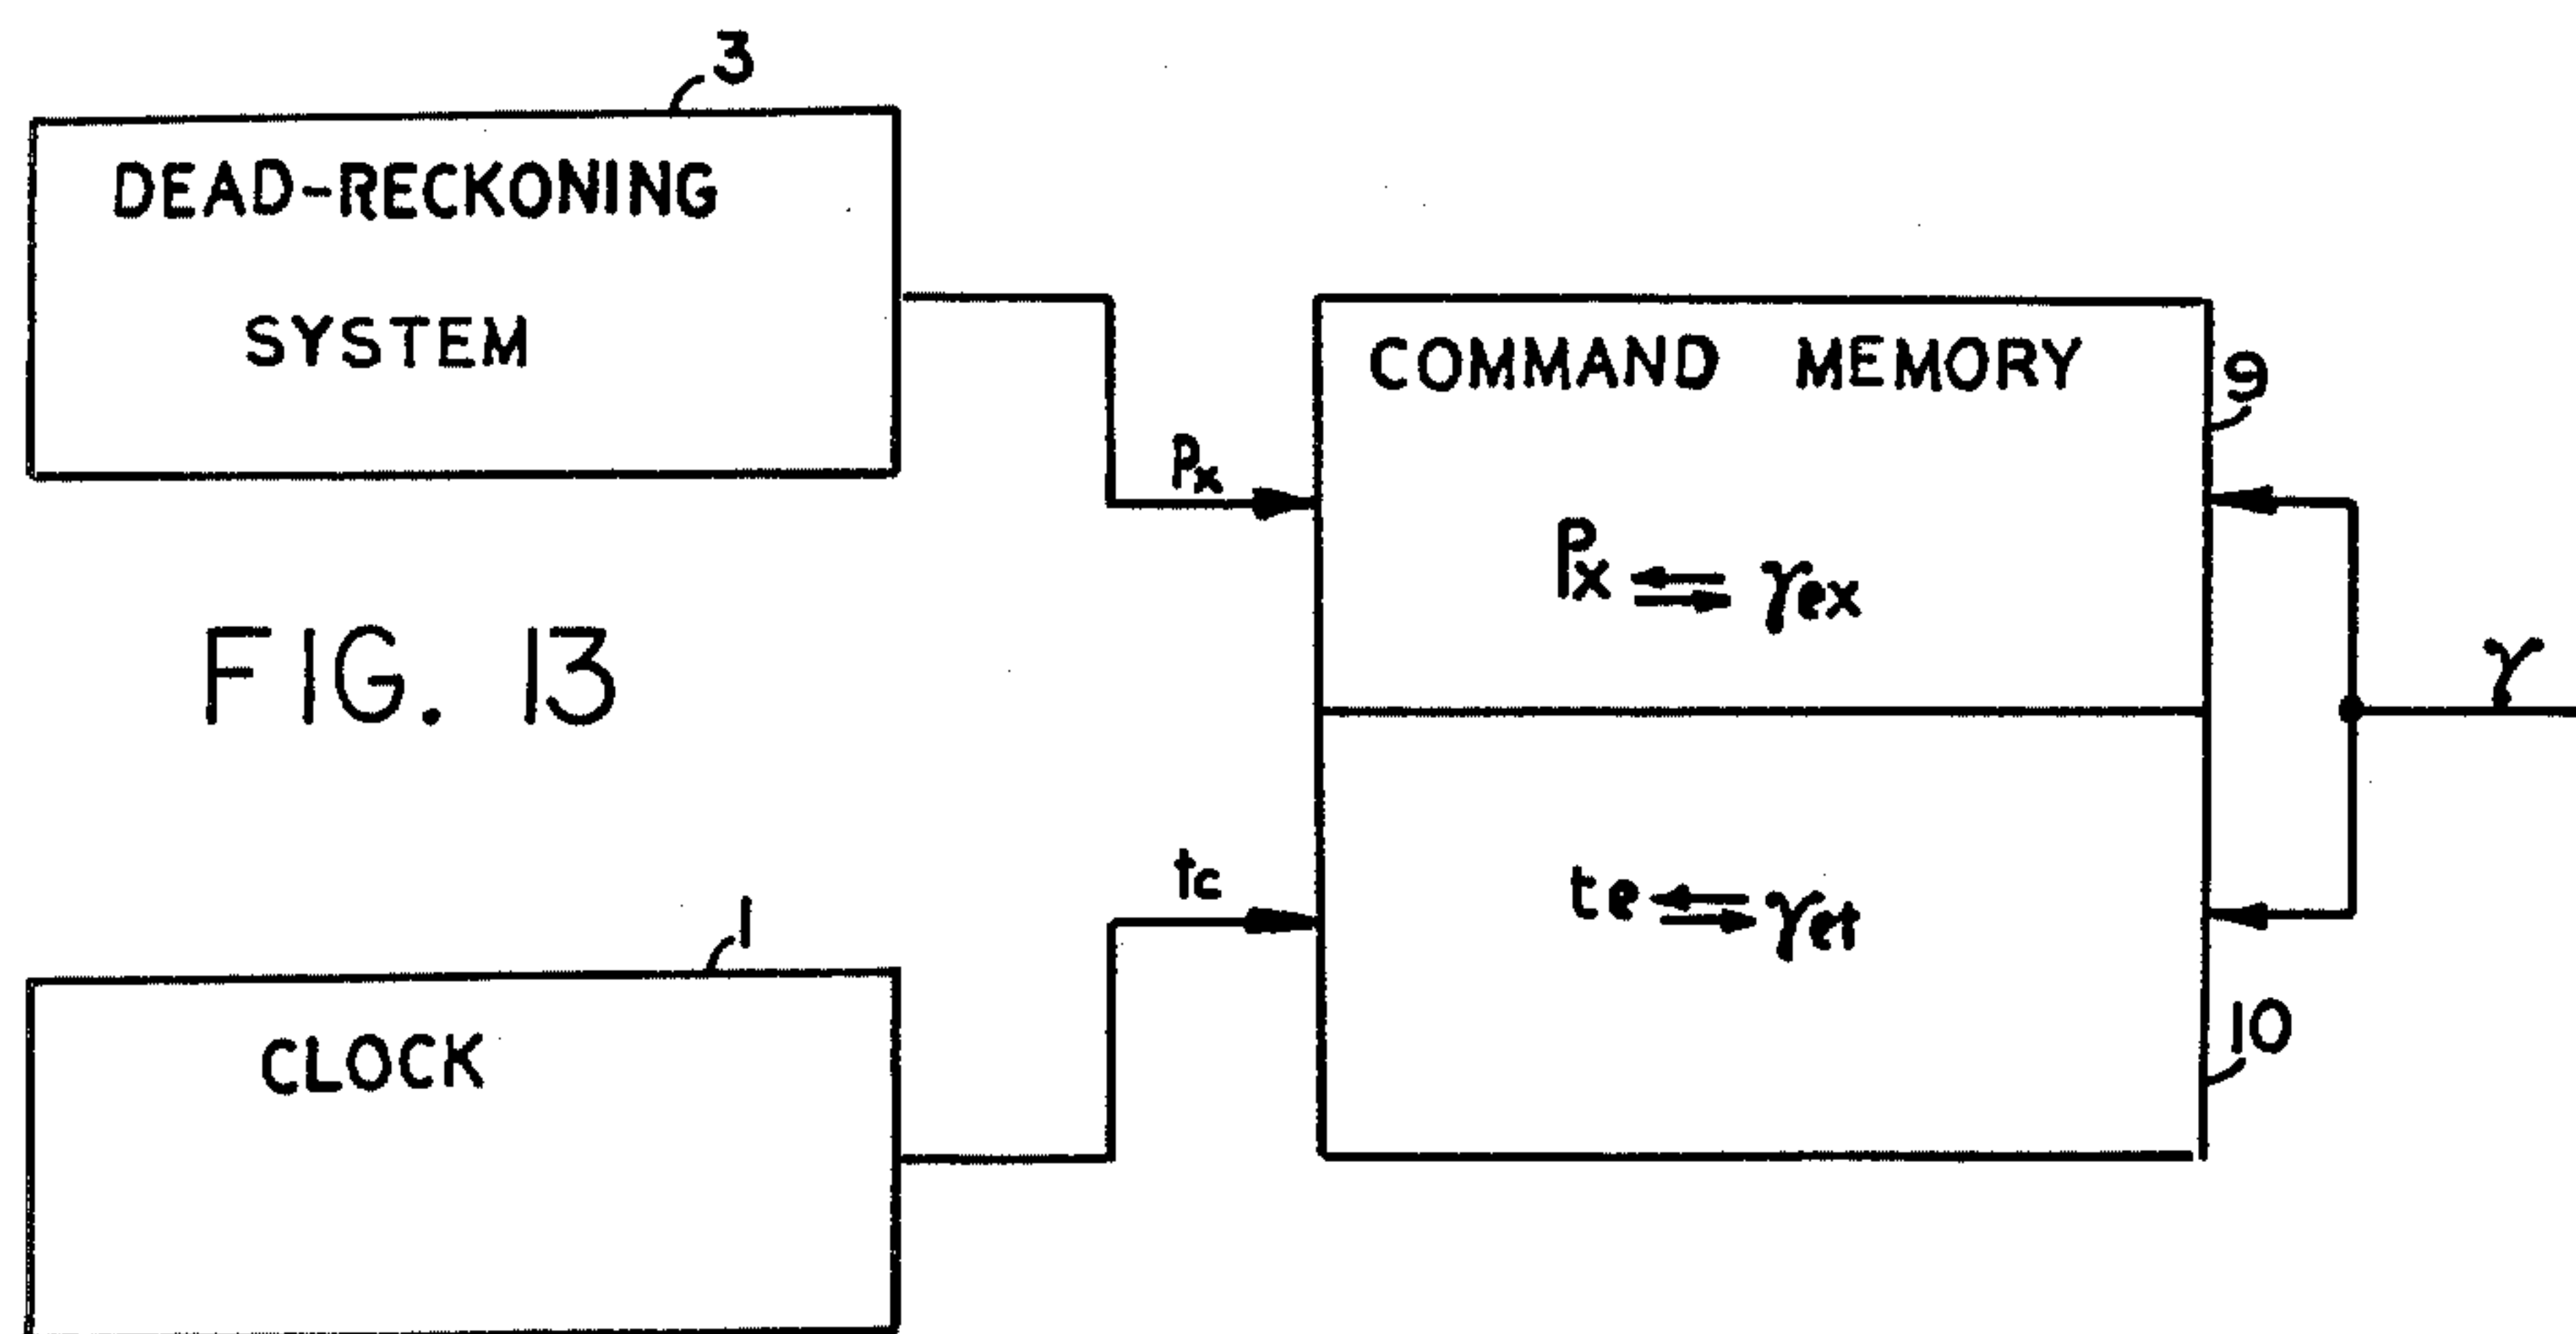 3
DEAD-RECKONING
SYSTEM
COMMAND MEMORY
9
Px
Px ⇄ γex
FIG. 13
γ
tc
te ⇄ γet
1
10
CLOCK